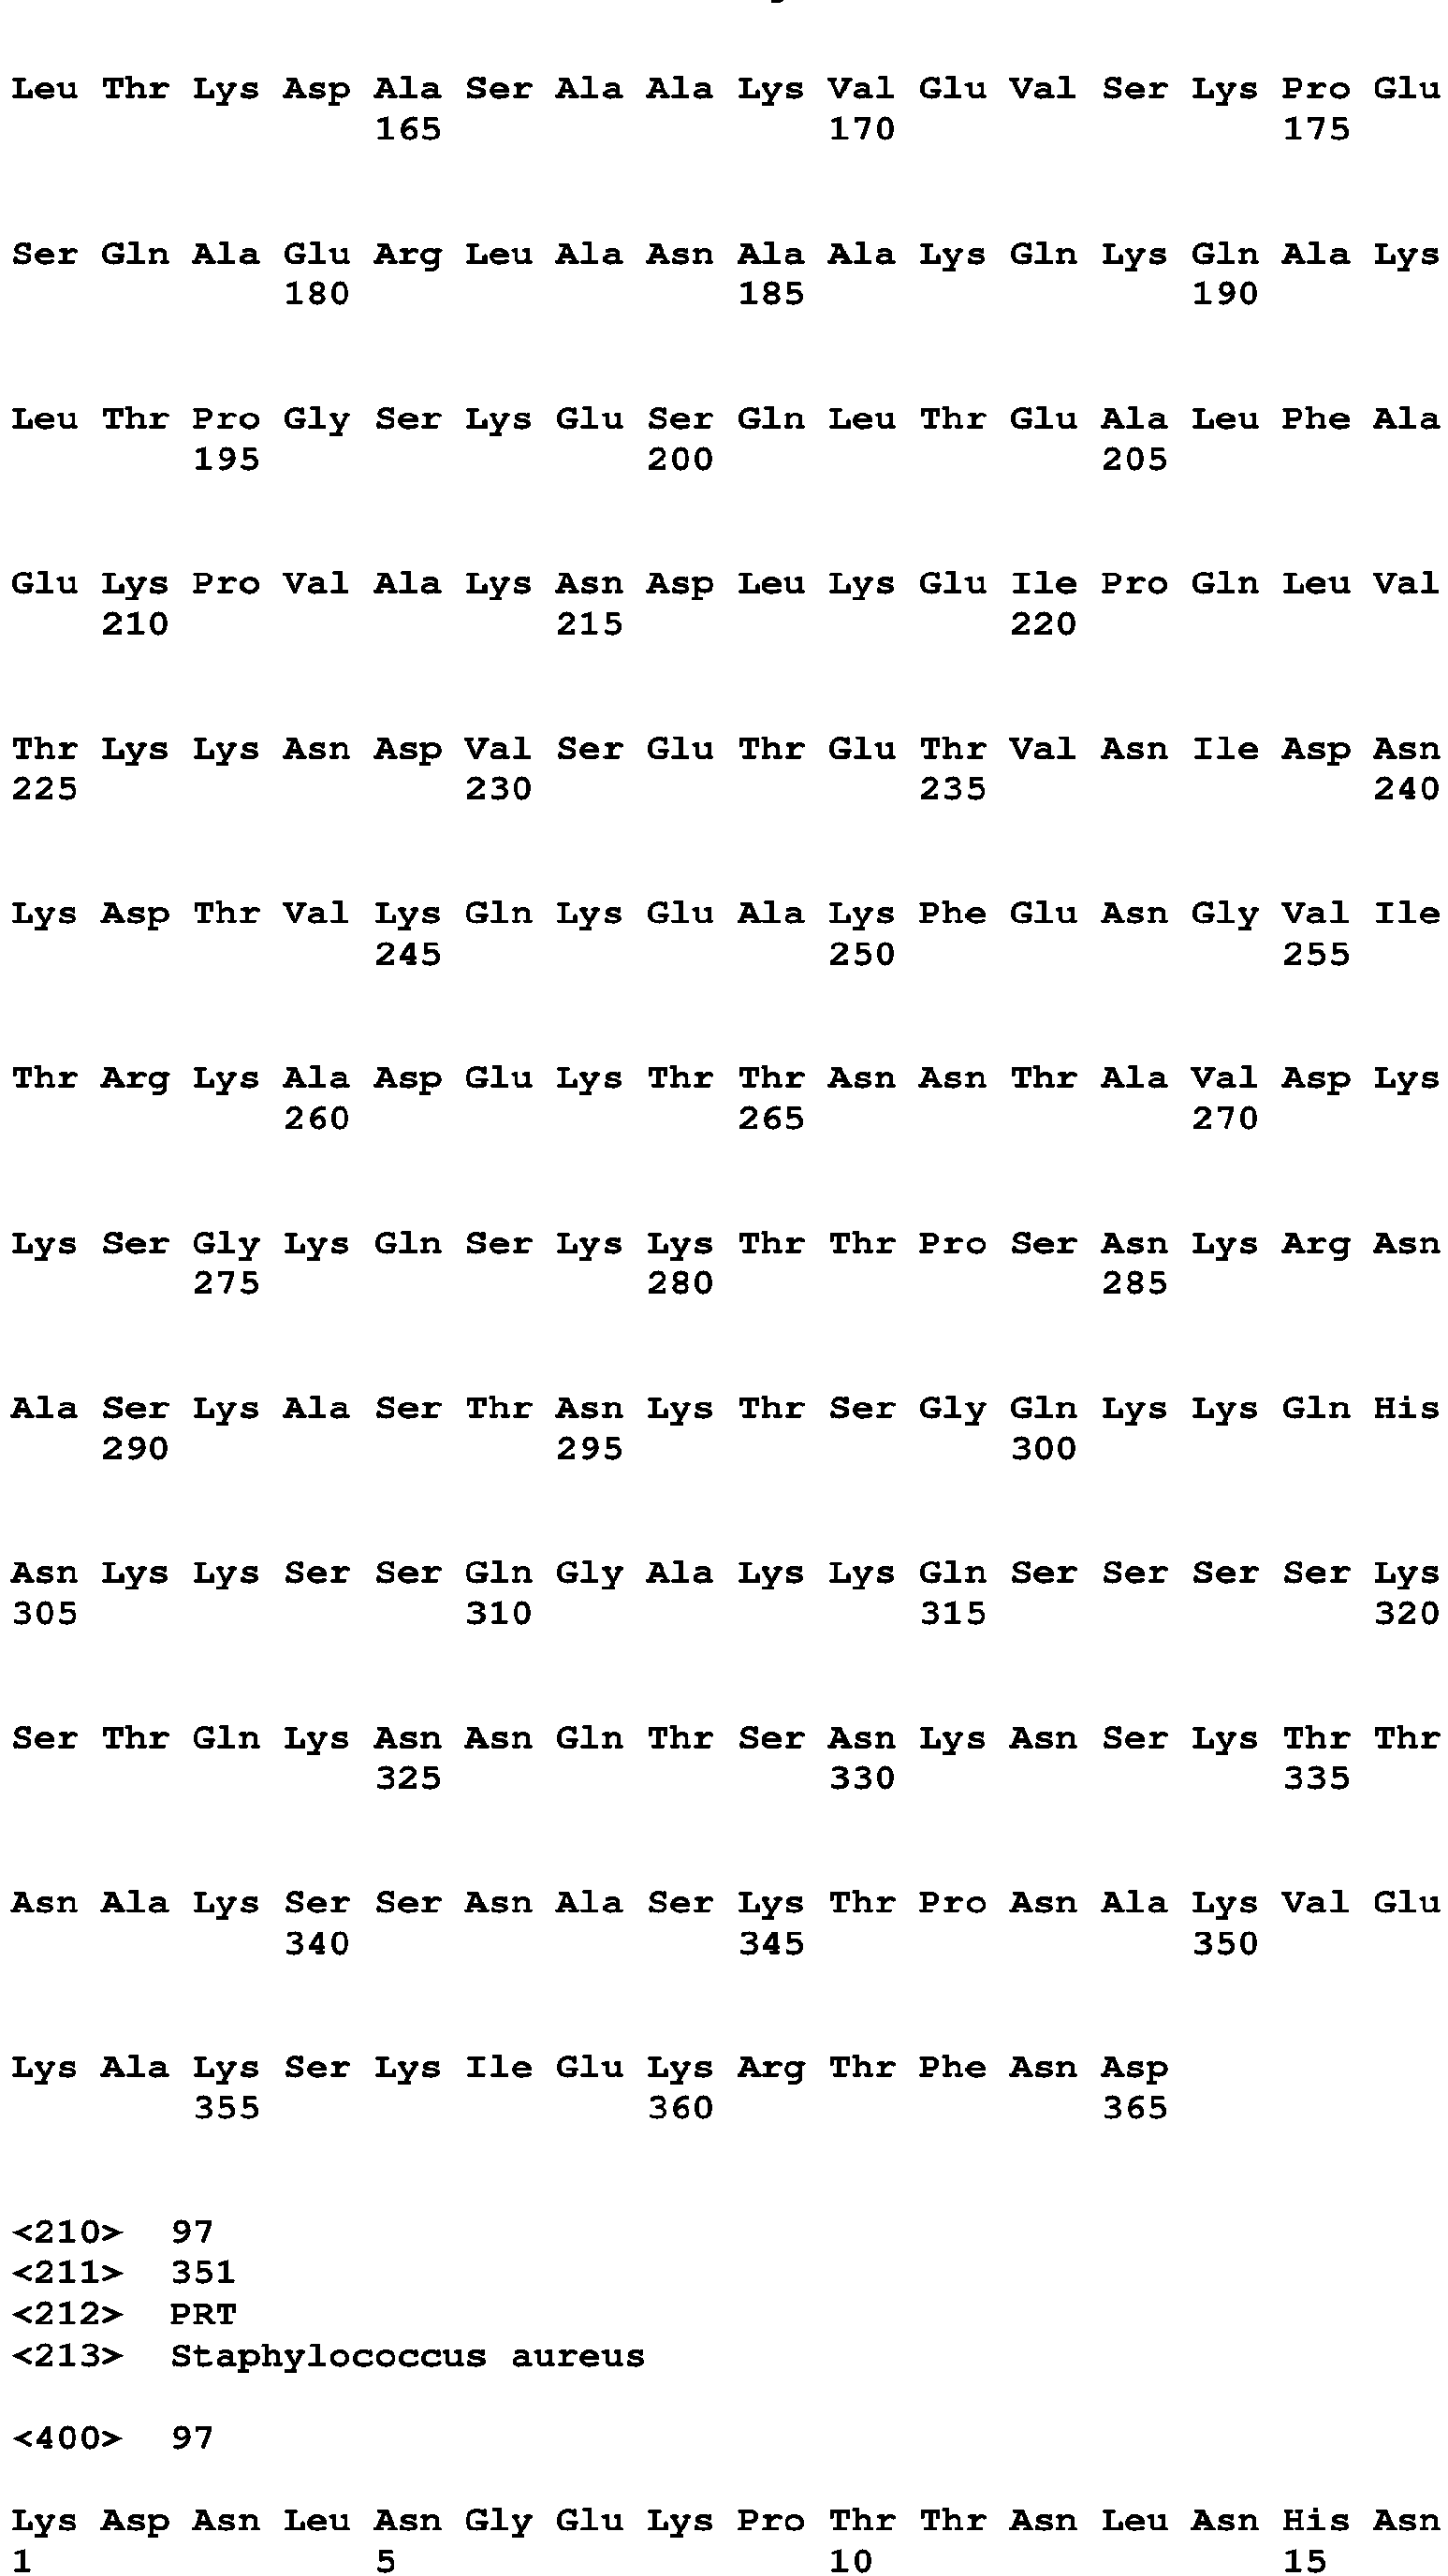 Leu Thr Lys Asp Ala Ser Ala Ala Lys Val Glu Val Ser Lys Pro Glu
165 170 175
Ser Gln Ala Glu Arg Leu Ala Asn Ala Ala Lys Gln Lys Gln Ala Lys
180 185 190
Leu Thr Pro Gly Ser Lys Glu Ser Gln Leu Thr Glu Ala Leu Phe Ala
195 200 205
Glu Lys Pro Val Ala Lys Asn Asp Leu Lys Glu Ile Pro Gln Leu Val
210 215 220
Thr Lys Lys Asn Asp Val Ser Glu Thr Glu Thr Val Asn Ile Asp Asn
225 230 235 240
Lys Asp Thr Val Lys Gln Lys Glu Ala Lys Phe Glu Asn Gly Val Ile
245 250 255
Thr Arg Lys Ala Asp Glu Lys Thr Thr Asn Asn Thr Ala Val Asp Lys
260 265 270
Lys Ser Gly Lys Gln Ser Lys Lys Thr Thr Pro Ser Asn Lys Arg Asn
275 280 285
Ala Ser Lys Ala Ser Thr Asn Lys Thr Ser Gly Gln Lys Lys Gln His
290 295 300
Asn Lys Lys Ser Ser Gln Gly Ala Lys Lys Gln Ser Ser Ser Ser Lys
305 310 315 320
Ser Thr Gln Lys Asn Asn Gln Thr Ser Asn Lys Asn Ser Lys Thr Thr
325 330 335
Asn Ala Lys Ser Ser Asn Ala Ser Lys Thr Pro Asn Ala Lys Val Glu
340 345 350
Lys Ala Lys Ser Lys Ile Glu Lys Arg Thr Phe Asn Asp
355 360 365
<210> 97
<211> 351
<212> PRT
<213> Staphylococcus aureus
<400> 97
Lys Asp Asn Leu Asn Gly Glu Lys Pro Thr Thr Asn Leu Asn His Asn
1 5 10 15